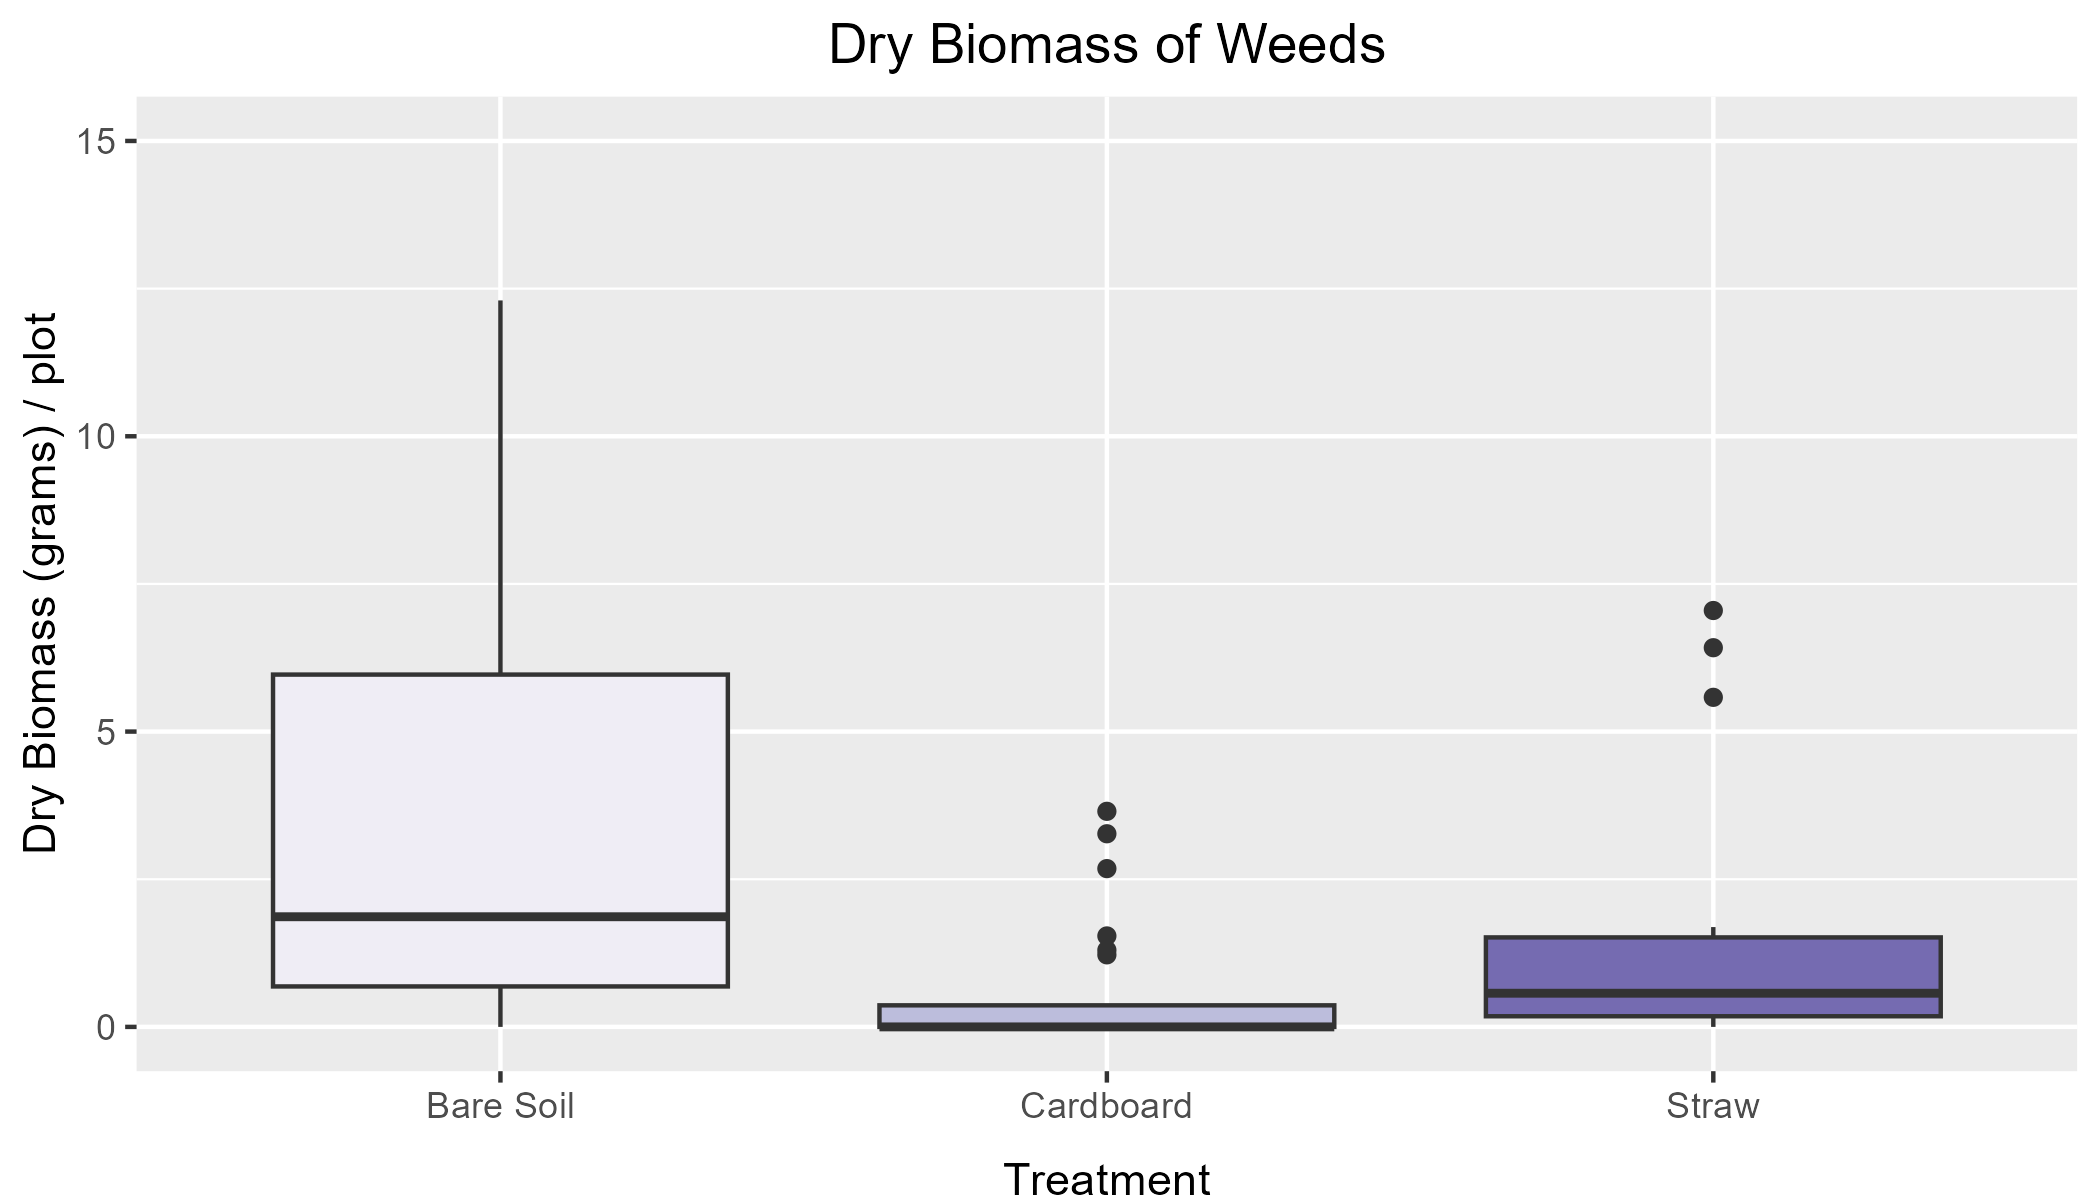 Dry Biomass of Weeds
Dry Biomass (grams) / plot
15
10
5
0
Bare Soil
Cardboard
Straw
Treatment